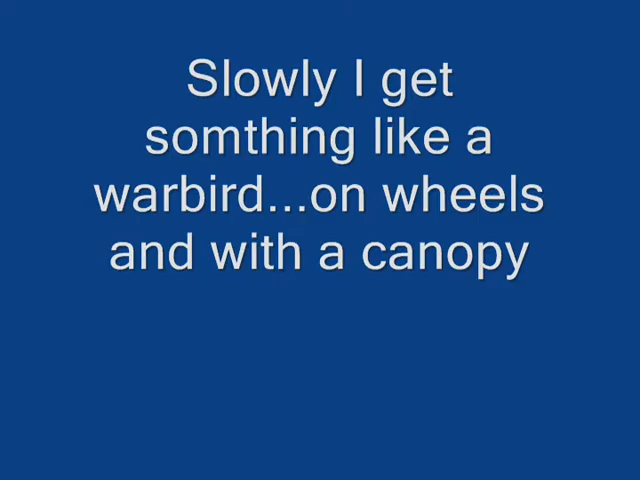 Slowly I get
somthing like a
warbird...on wheels
and with a canopy